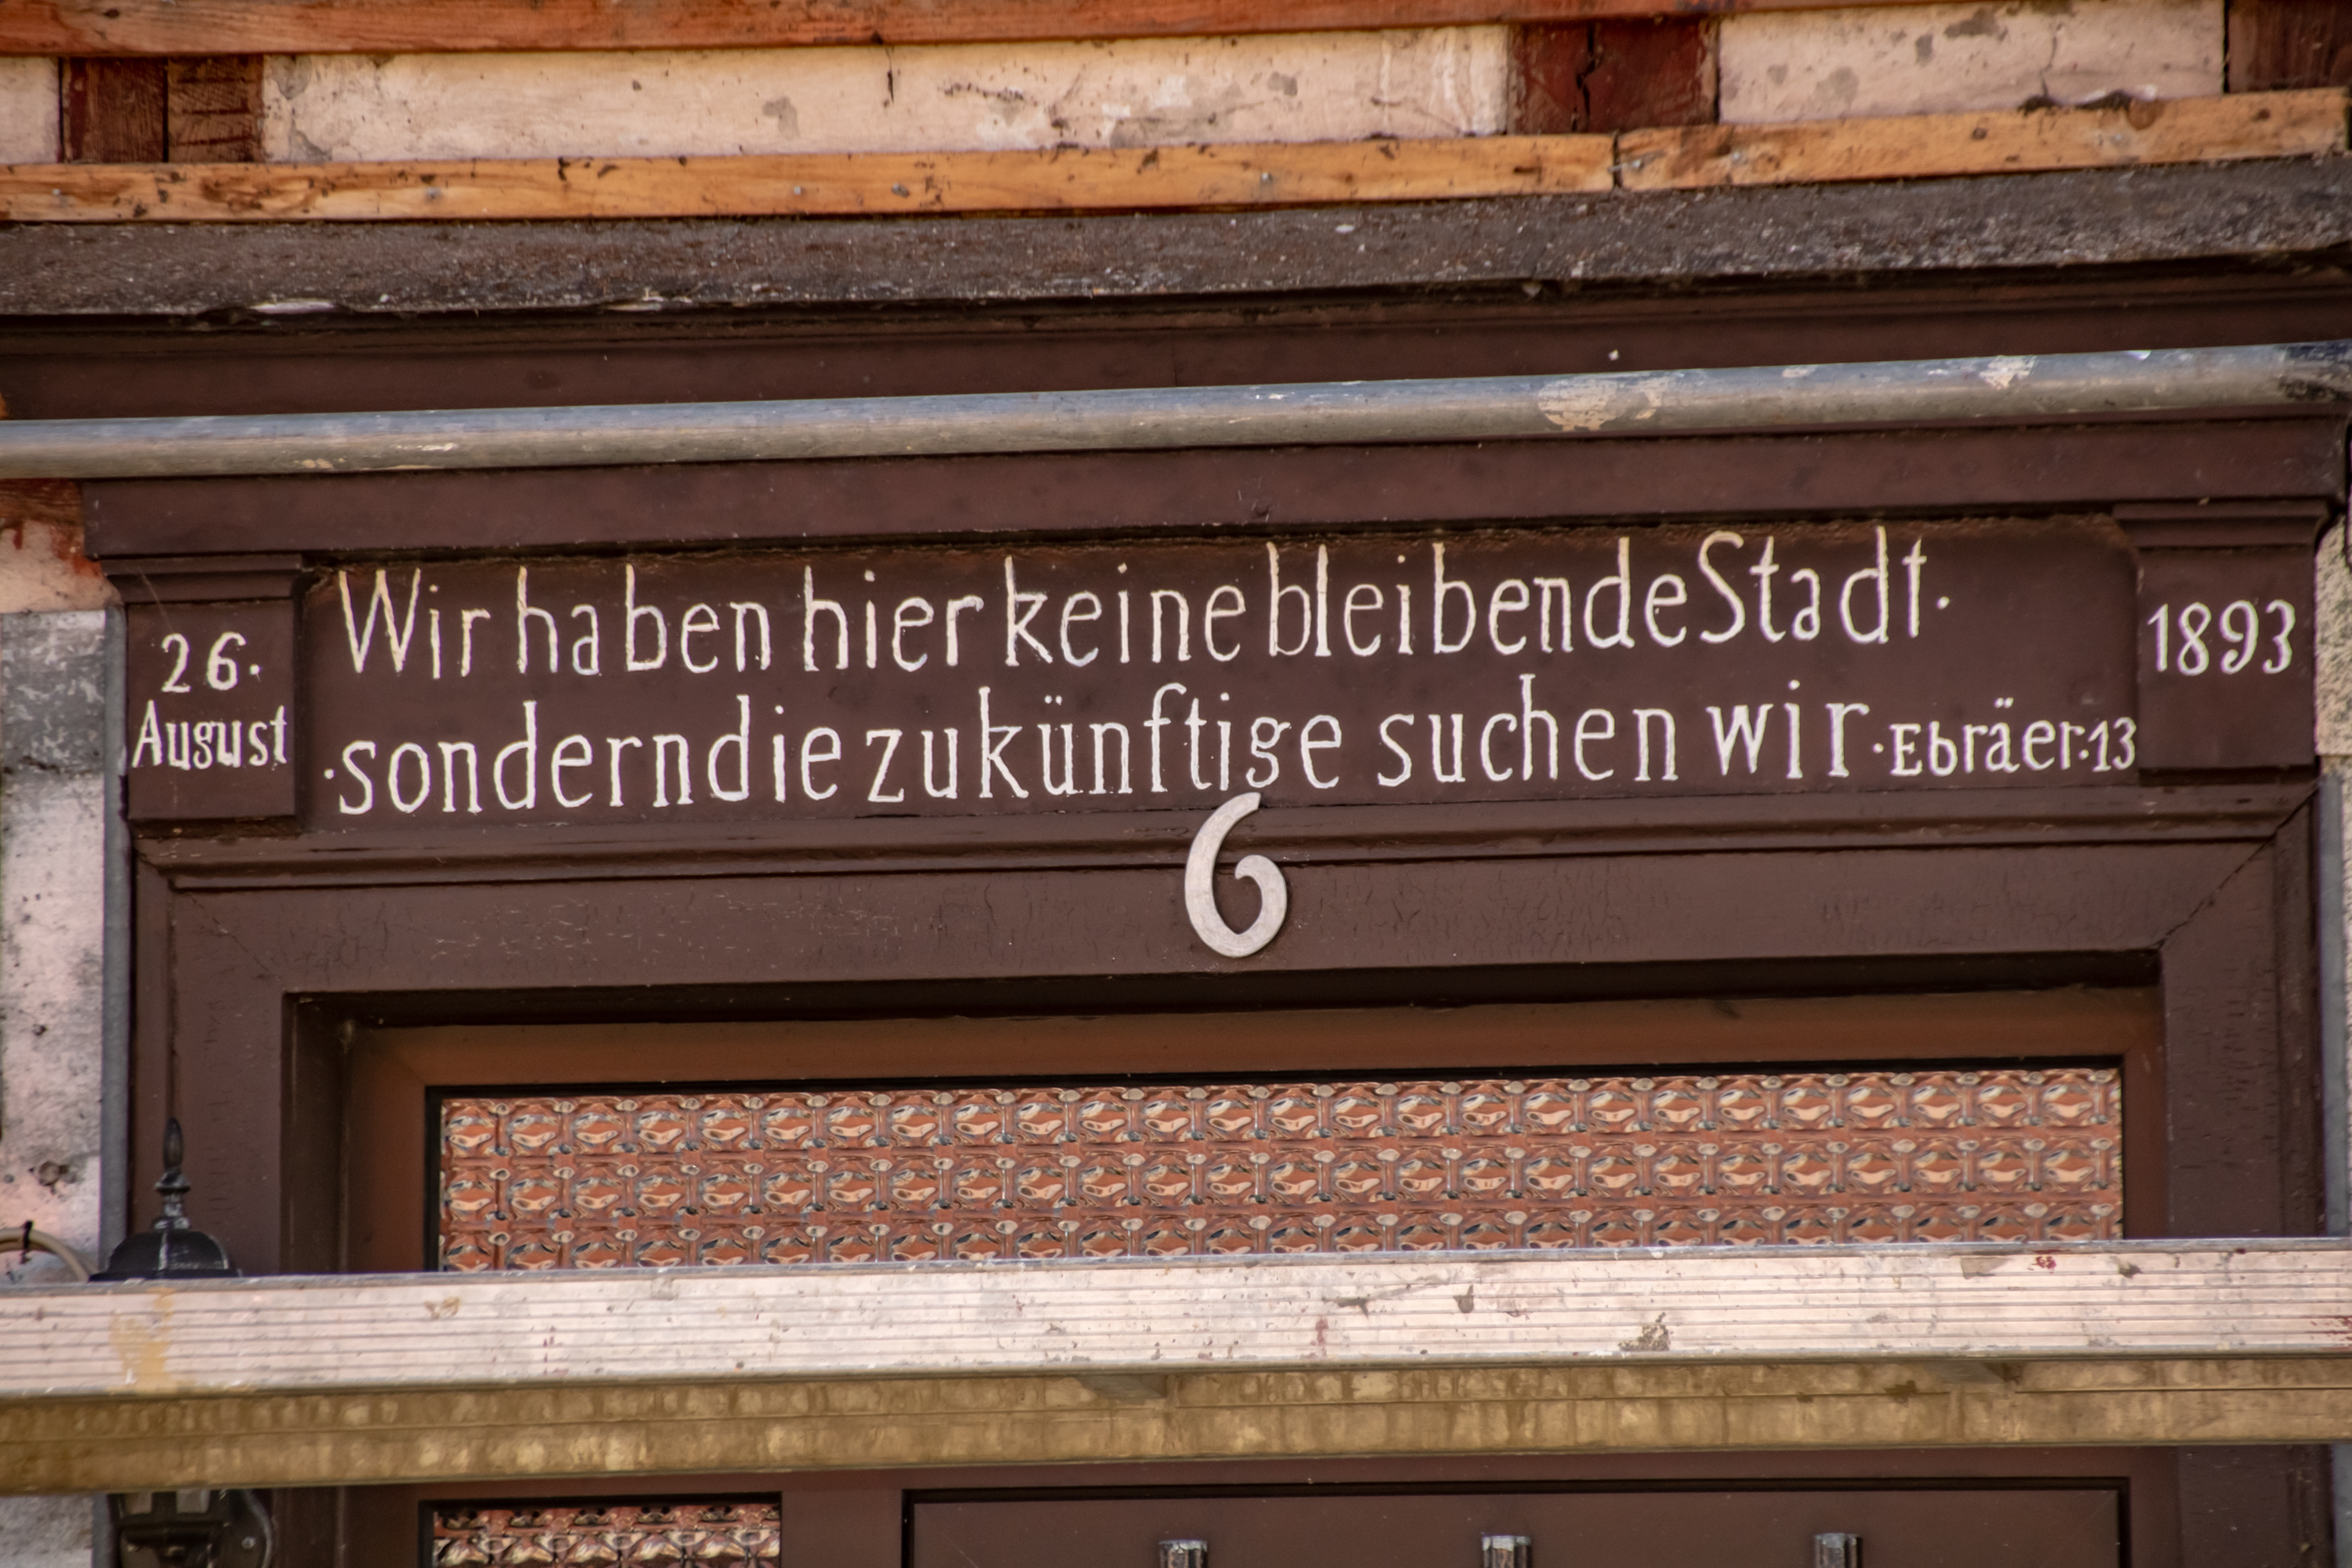 26.
August
Wir haben hier keine bleibende Stadt.
·sondern die zukünftige suchen wir·Ebräer:13
1893
6